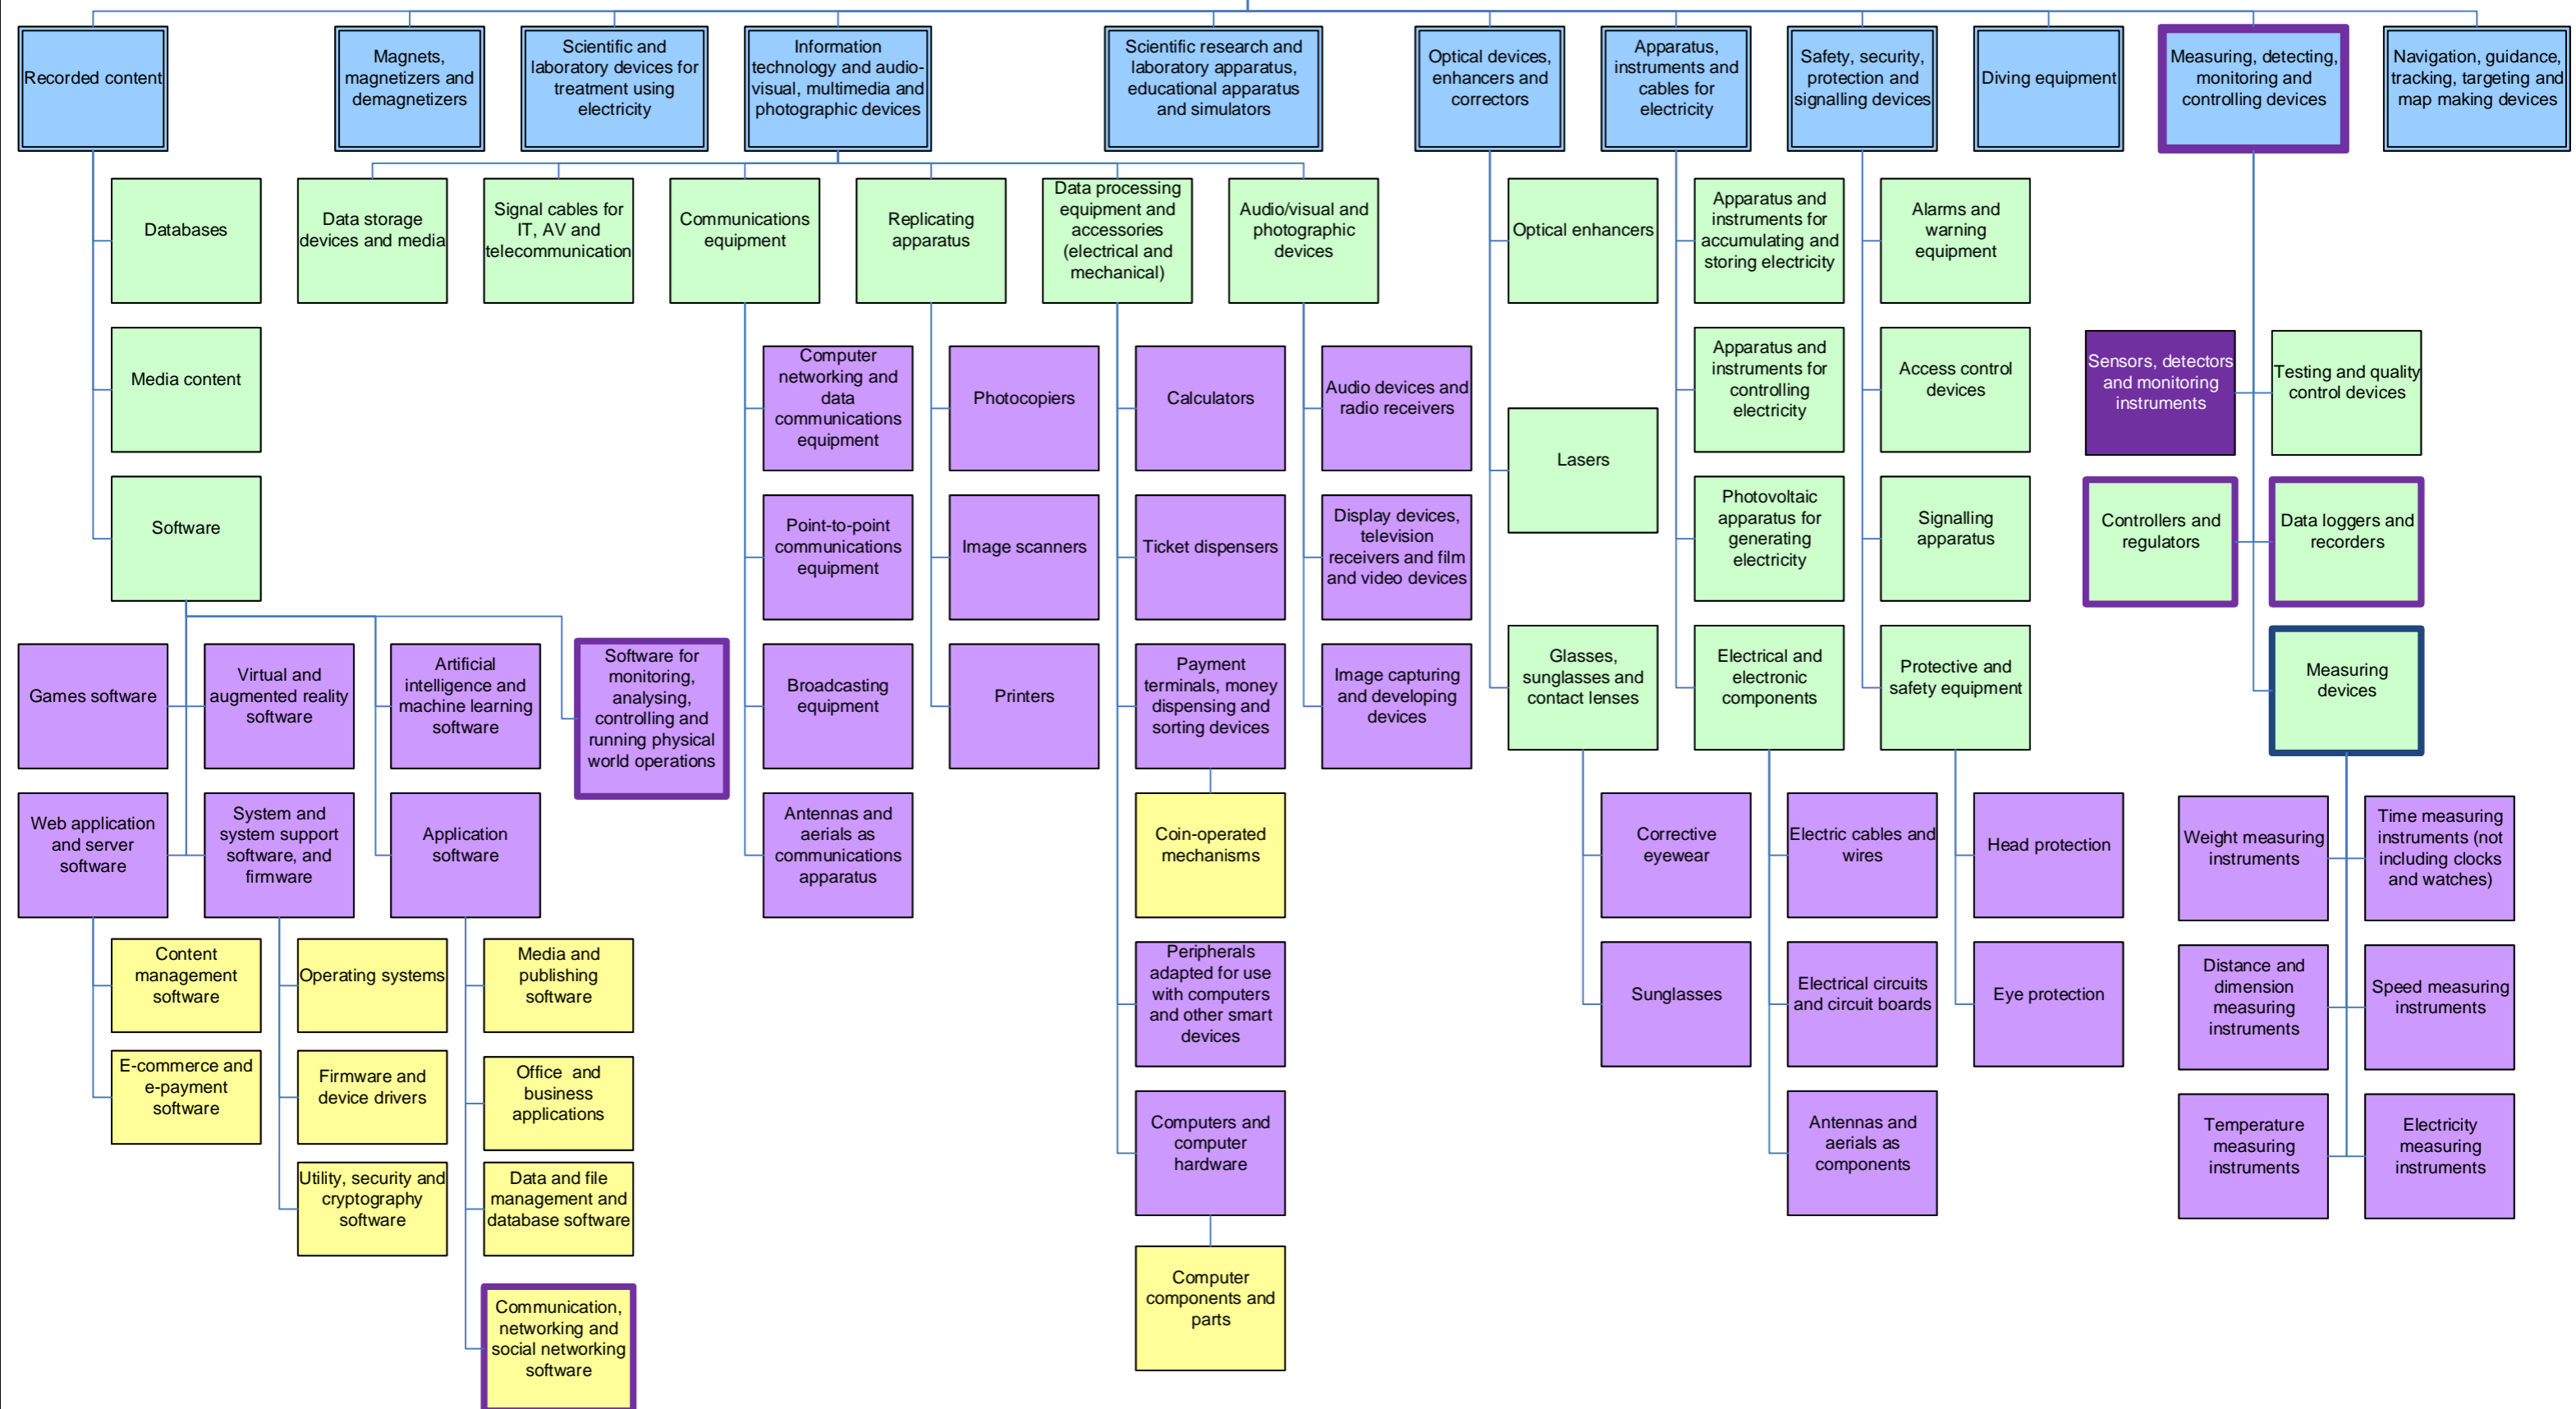 Recorded content
Magnets,
magnetizers and
demagnetizers
Scientific and
laboratory devices for
treatment using
electricity
Information
technology and audio-
visual, multimedia and
photographic devices
Scientific research and
laboratory apparatus,
educational apparatus
and simulators
Optical devices,
enhancers and
correctors
Apparatus,
instruments and
cables for
electricity
Safety, security,
protection and
signalling devices
Diving equipment
Measuring, detecting,
monitoring and
controlling devices
Navigation, guidance,
tracking, targeting and
map making devices
Databases
Data storage
devices and media
Signal cables for
IT, AV and
telecommunication
Communications
equipment
Replicating
apparatus
Data processing
equipment and
accessories
(electrical and
mechanical)
Audio/visual and
photographic
devices
Optical enhancers
Apparatus and
instruments for
accumulating and
storing electricity
Alarms and
warning
equipment
Media content
Computer
networking and
data
communications
equipment
Photocopiers
Calculators
Audio devices and
radio receivers
Lasers
Apparatus and
instruments for
controlling
electricity
Access control
devices
Sensors, detectors
and monitoring
instruments
Testing and quality
control devices
Software
Point-to-point
communications
equipment
Image scanners
Ticket dispensers
Display devices,
television
receivers and film
and video devices
Photovoltaic
apparatus for
generating
electricity
Signalling
apparatus
Controllers and
regulators
Data loggers and
recorders
Games software
Virtual and
augmented reality
software
Artificial
intelligence and
machine learning
software
Software for
monitoring,
analysing,
controlling and
running physical
world operations
Broadcasting
equipment
Printers
Payment
terminals, money
dispensing and
sorting devices
Image capturing
and developing
devices
Glasses,
sunglasses and
contact lenses
Electrical and
electronic
components
Protective and
safety equipment
Measuring
devices
Web application
and server
software
System and
system support
software, and
firmware
Application
software
Antennas and
aerials as
communications
apparatus
Coin-operated
mechanisms
Corrective
eyewear
Electric cables and
wires
Head protection
Weight measuring
instruments
Time measuring
instruments (not
including clocks
and watches)
Content
management
software
Operating systems
Media and
publishing
software
Peripherals
adapted for use
with computers
and other smart
devices
Sunglasses
Electrical circuits
and circuit boards
Eye protection
Distance and
dimension
measuring
instruments
Speed measuring
instruments
E-commerce and
e-payment
software
Firmware and
device drivers
Office and
business
applications
Computers and
computer
hardware
Antennas and
aerials as
components
Temperature
measuring
instruments
Electricity
measuring
instruments
Utility, security and
cryptography
software
Data and file
management and
database software
Computer
components and
parts
Communication,
networking and
social networking
software